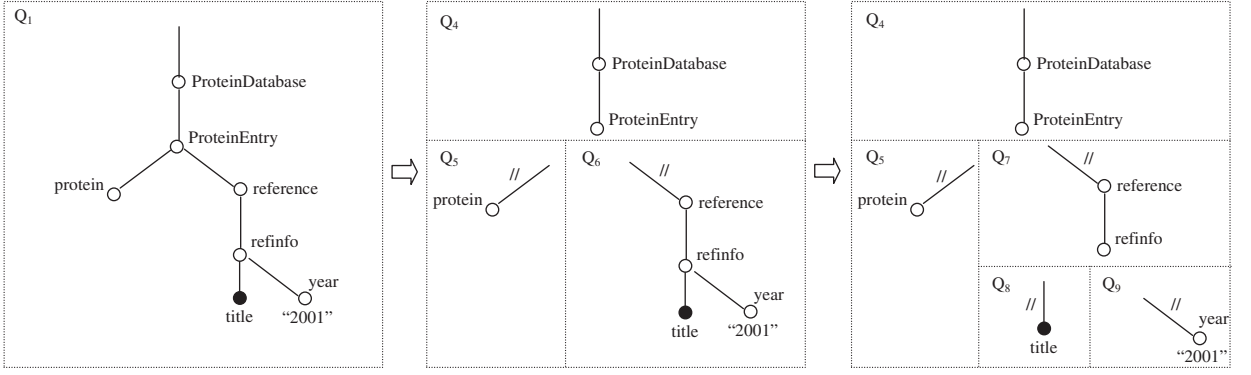 Q1
ProteinDatabase
ProteinEntry
protein
reference
refinfo
year
title
“2001”
Q4
ProteinDatabase
ProteinEntry
Q5
//
protein
Q6
//
reference
refinfo
year
title
“2001”
Q4
ProteinDatabase
ProteinEntry
Q5
//
protein
Q7
//
reference
refinfo
Q8
//
title
Q9
//
year
“2001”